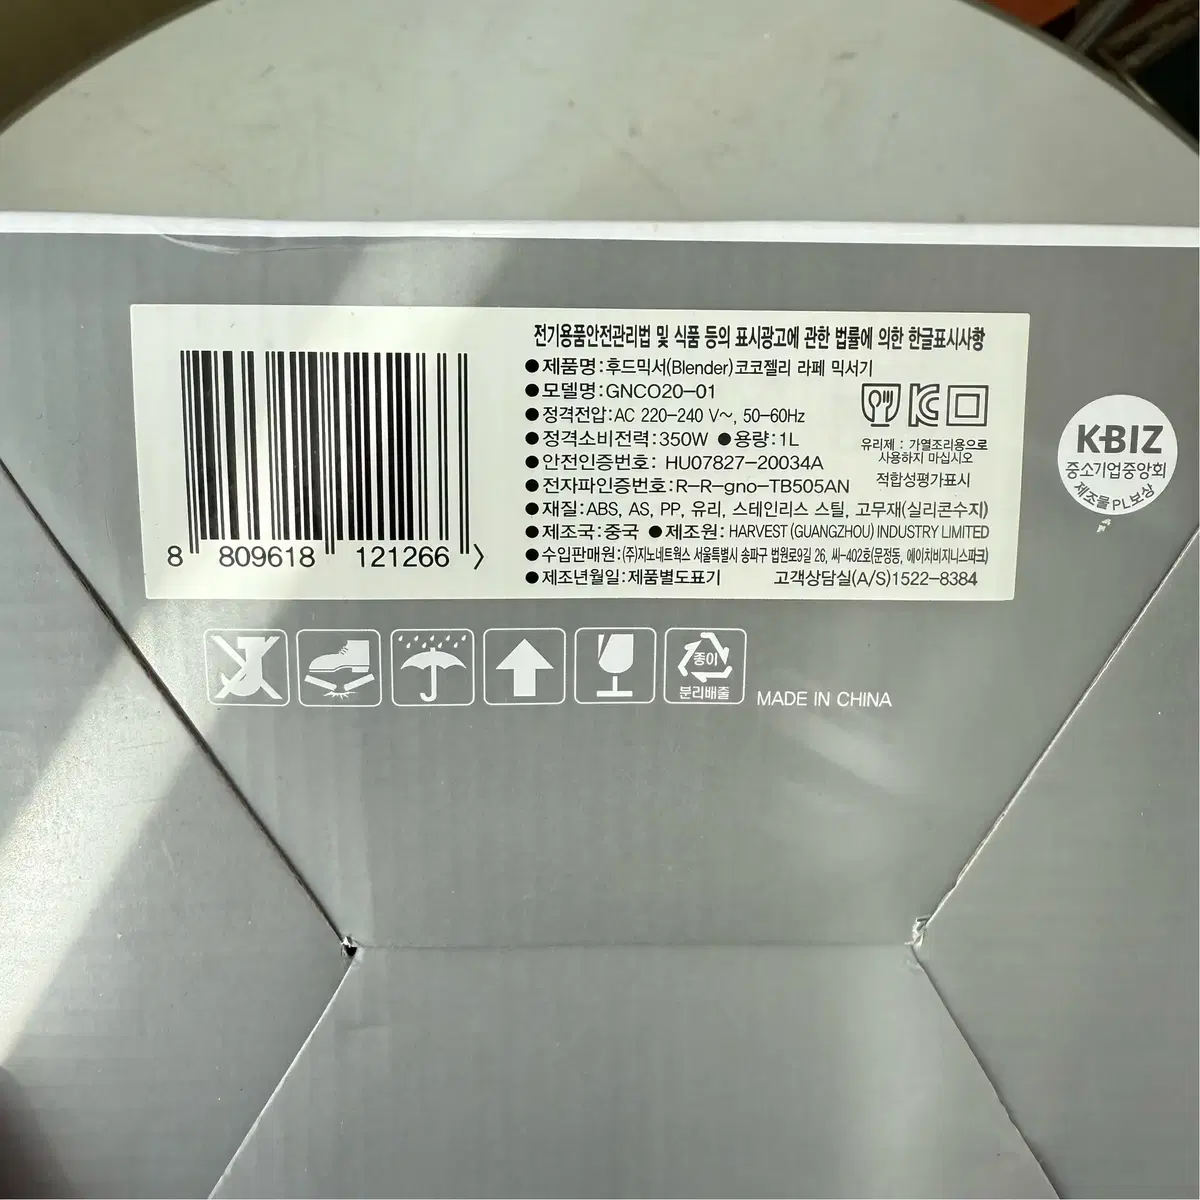 전기용품안전관리법 및 식품 등의 표시광고에 관한 법률에 의한 한글표시사항
●제품명:후드믹서(Blender)코코젤리 라페 믹서기
●모델명:GNCO20-01
●정격전압:AC 220-240 V~, 50-60Hz
●정격소비전력:350W ●용량:1L
●안전인증번호: HU07827-20034A
●전자파인증번호:R-R-gno-TB505AN
●재질:ABS, AS, PP, 유리, 스테인리스 스틸, 고무재(실리콘수지)
●제조국:중국 ●제조원: HARVEST (GUANGZHOU) INDUSTRY LIMITED
●수입판매원:(주)지노네트웍스 서울특별시 송파구 법원로9길 26, 씨-402호(문정동, 에이치비지니스파크)
●제조년월일:제품별도표기 고객상담실(A/S)1522-8384
유리제 : 가열조리용으로
사용하지 마십시오
적합성평가표시
8 809618 121266 >
K-BIZ
중소기업중앙회
제조물PL보상
종이
분리배출
MADE IN CHINA